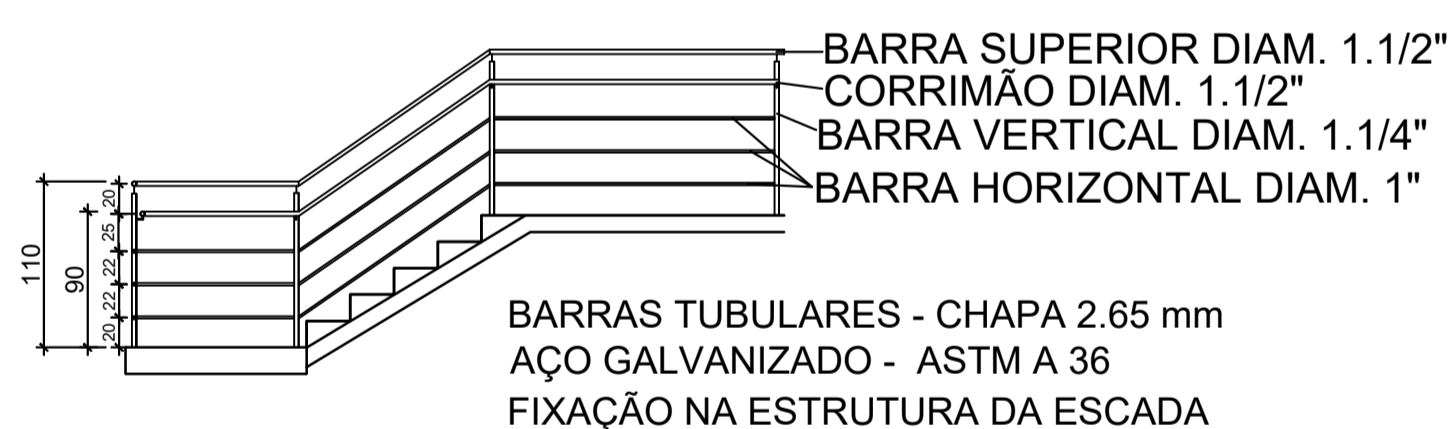 BARRA SUPERIOR DIAM. 1.1/2"
CORRIMÃO DIAM. 1.1/2"
BARRA VERTICAL DIAM. 1.1/4"
BARRA HORIZONTAL DIAM. 1"
110
90
20
25
22
22
20
BARRAS TUBULARES - CHAPA 2.65 mm
AÇO GALVANIZADO - ASTM A 36
FIXAÇÃO NA ESTRUTURA DA ESCADA